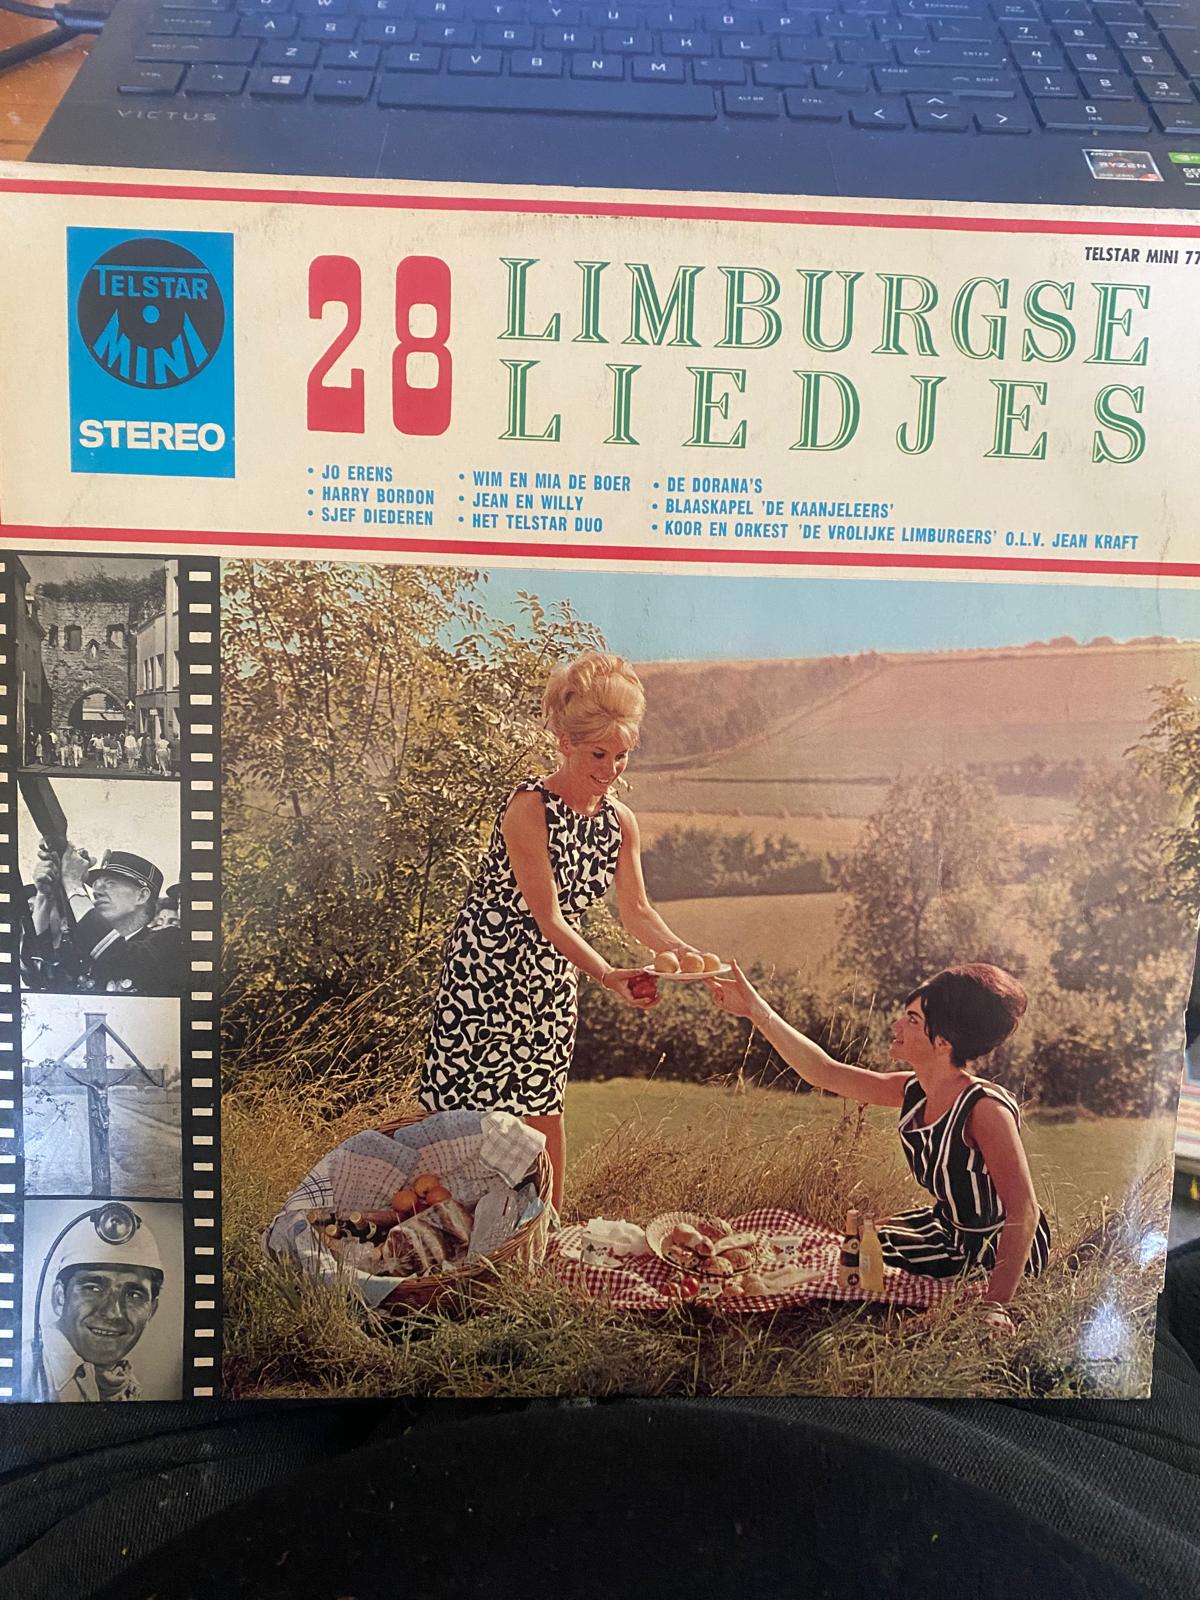 VICTUS
RYZEN
TELSTAR MINI 77
TELSTAR
MINI
STEREO
28 LIMBURGSE
LIEDJES
• JO ERENS
• HARRY BORDON
• SJEF DIEDEREN
• WIM EN MIA DE BOER
• JEAN EN WILLY
• HET TELSTAR DUO
• DE DORANA'S
• BLAASKAPEL 'DE KAANJELEERS'
• KOOR EN ORKEST 'DE VROLIJKE LIMBURGERS' O.L.V. JEAN KRAFT